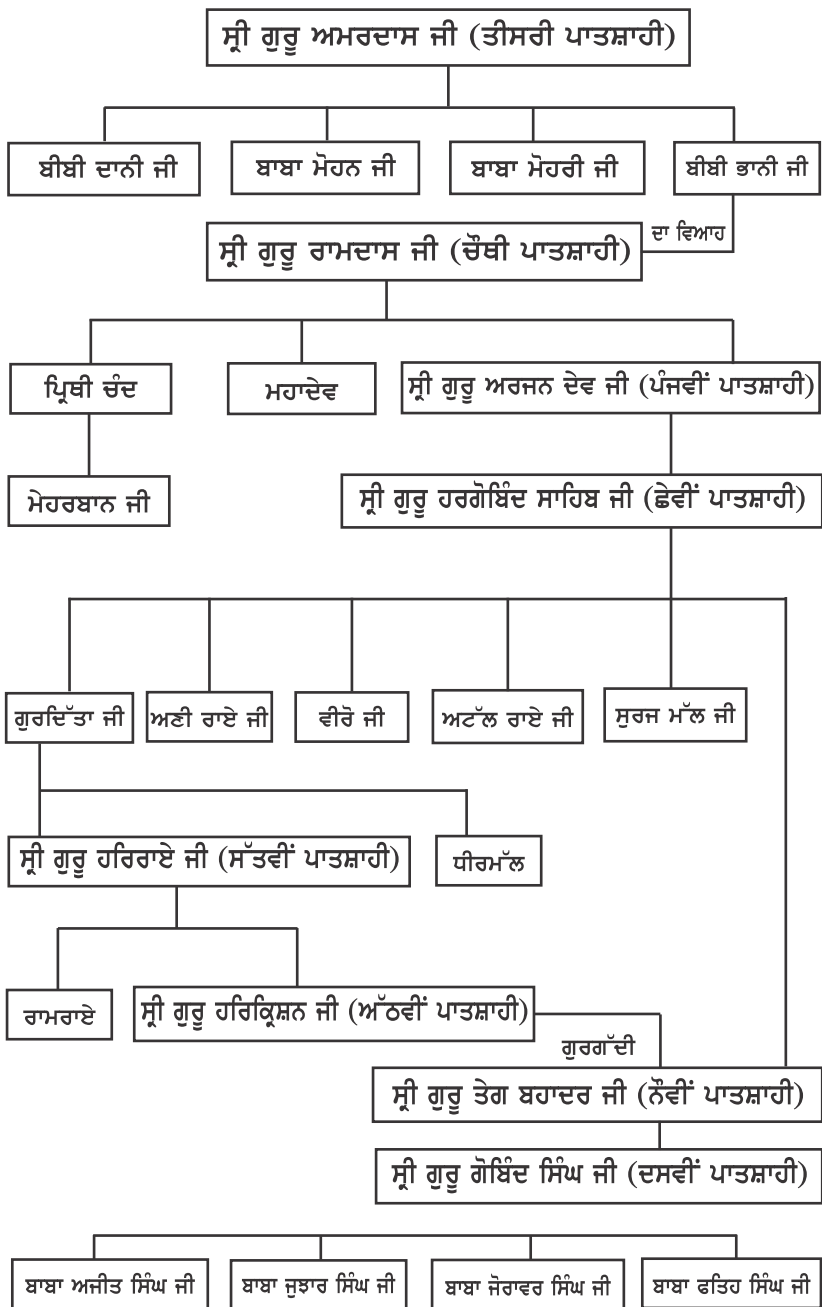 ਸ੍ਰੀ ਗੁਰੂ ਅਮਰਦਾਸ ਜੀ (ਤੀਸਰੀ ਪਾਤਸ਼ਾਹੀ)
ਬੀਬੀ ਦਾਨੀ ਜੀ
ਬਾਬਾ ਮੋਹਨ ਜੀ
ਬਾਬਾ ਮੋਹਰੀ ਜੀ
ਬੀਬੀ ਭਾਨੀ ਜੀ
ਸ੍ਰੀ ਗੁਰੂ ਰਾਮਦਾਸ ਜੀ (ਚੌਥੀ ਪਾਤਸ਼ਾਹੀ)
ਦਾ ਵਿਆਹ
ਪ੍ਰਿਥੀ ਚੰਦ
ਮਹਾਦੇਵ
ਸ੍ਰੀ ਗੁਰੂ ਅਰਜਨ ਦੇਵ ਜੀ (ਪੰਜਵੀਂ ਪਾਤਸ਼ਾਹੀ)
ਮੇਹਰਬਾਨ ਜੀ
ਸ੍ਰੀ ਗੁਰੂ ਹਰਗੋਬਿੰਦ ਸਾਹਿਬ ਜੀ (ਛੇਵੀਂ ਪਾਤਸ਼ਾਹੀ)
ਗੁਰਦਿੱਤਾ ਜੀ
ਅਣੀ ਰਾਏ ਜੀ
ਵੀਰੋ ਜੀ
ਅਟੱਲ ਰਾਏ ਜੀ
ਸੁਰਜ ਮੱਲ ਜੀ
ਸ੍ਰੀ ਗੁਰੂ ਹਰਿਰਾਏ ਜੀ (ਸੱਤਵੀਂ ਪਾਤਸ਼ਾਹੀ)
ਧੀਰਮੱਲ
ਰਾਮਰਾਏ
ਸ੍ਰੀ ਗੁਰੂ ਹਰਿਕ੍ਰਿਸ਼ਨ ਜੀ (ਅੱਠਵੀਂ ਪਾਤਸ਼ਾਹੀ)
ਗੁਰਗੱਦੀ
ਸ੍ਰੀ ਗੁਰੂ ਤੇਗ ਬਹਾਦਰ ਜੀ (ਨੌਵੀਂ ਪਾਤਸ਼ਾਹੀ)
ਸ੍ਰੀ ਗੁਰੂ ਗੋਬਿੰਦ ਸਿੰਘ ਜੀ (ਦਸਵੀਂ ਪਾਤਸ਼ਾਹੀ)
ਬਾਬਾ ਅਜੀਤ ਸਿੰਘ ਜੀ
ਬਾਬਾ ਜੁਝਾਰ ਸਿੰਘ ਜੀ
ਬਾਬਾ ਜੋਰਾਵਰ ਸਿੰਘ ਜੀ
ਬਾਬਾ ਫਤਿਹ ਸਿੰਘ ਜੀ